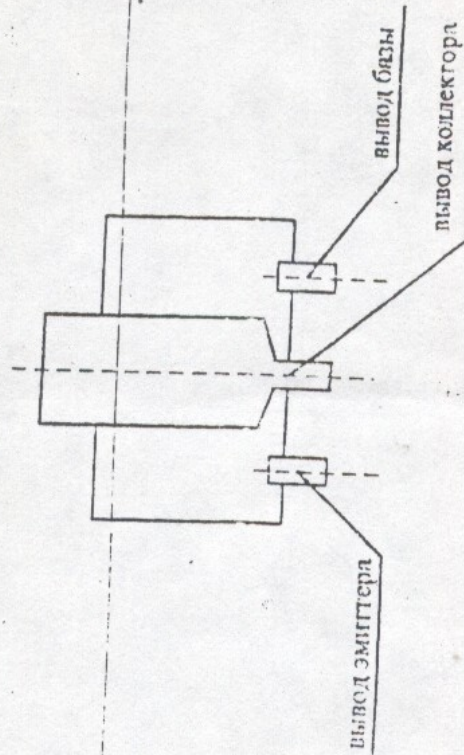 вывод эмиттера
вывод коллектора
вывод базы